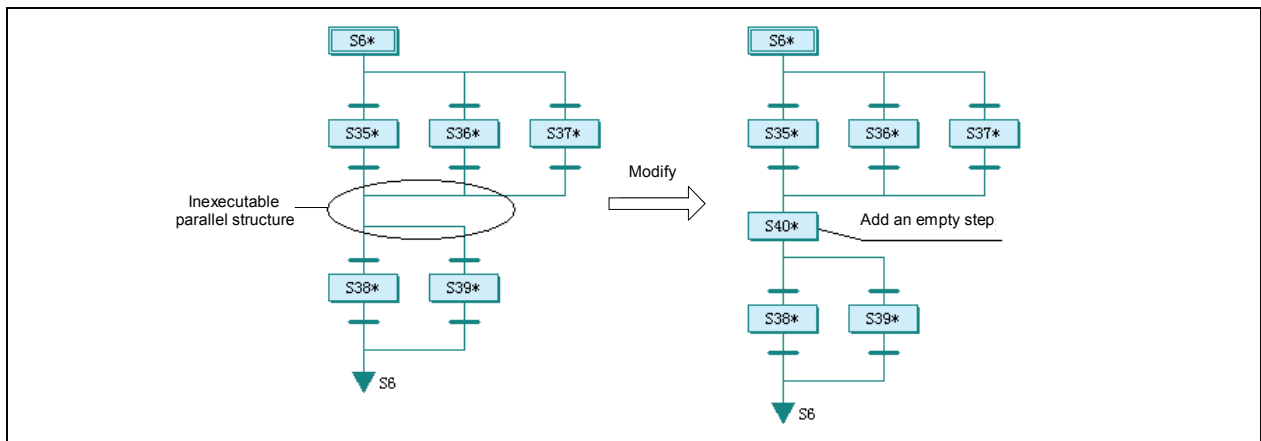 S6*
S35*
S36*
S37*
Inexecutable
parallel structure
S38*
S39*
S6
Modify
S6*
S35*
S36*
S37*
S40*
Add an empty step
S38*
S39*
S6